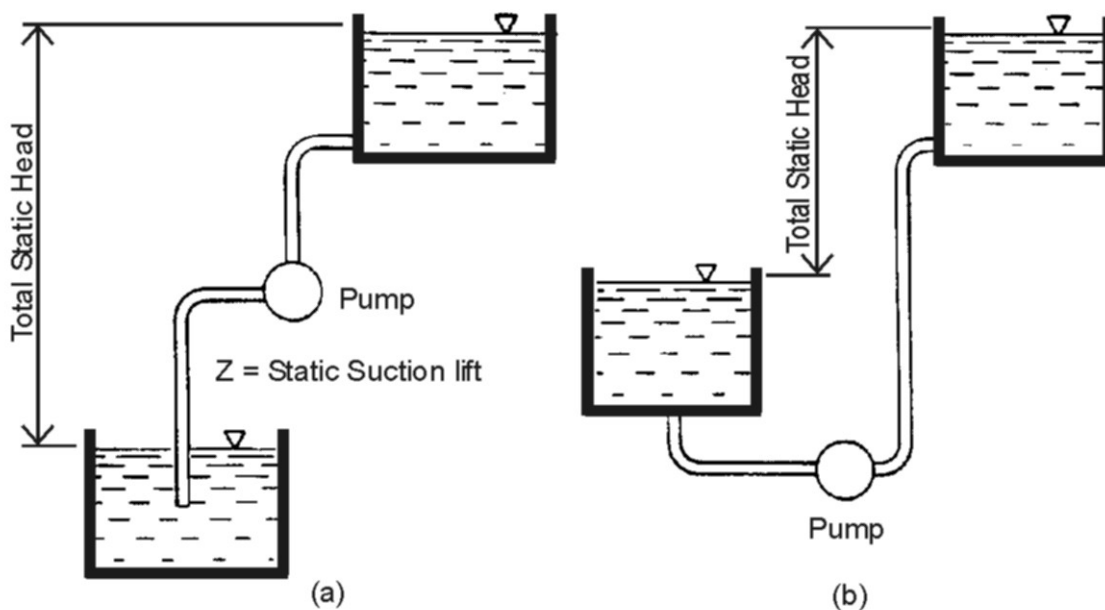 Total Static Head
Pump
Z = Static Suction lift
(a)
Total Static Head
Pump
(b)